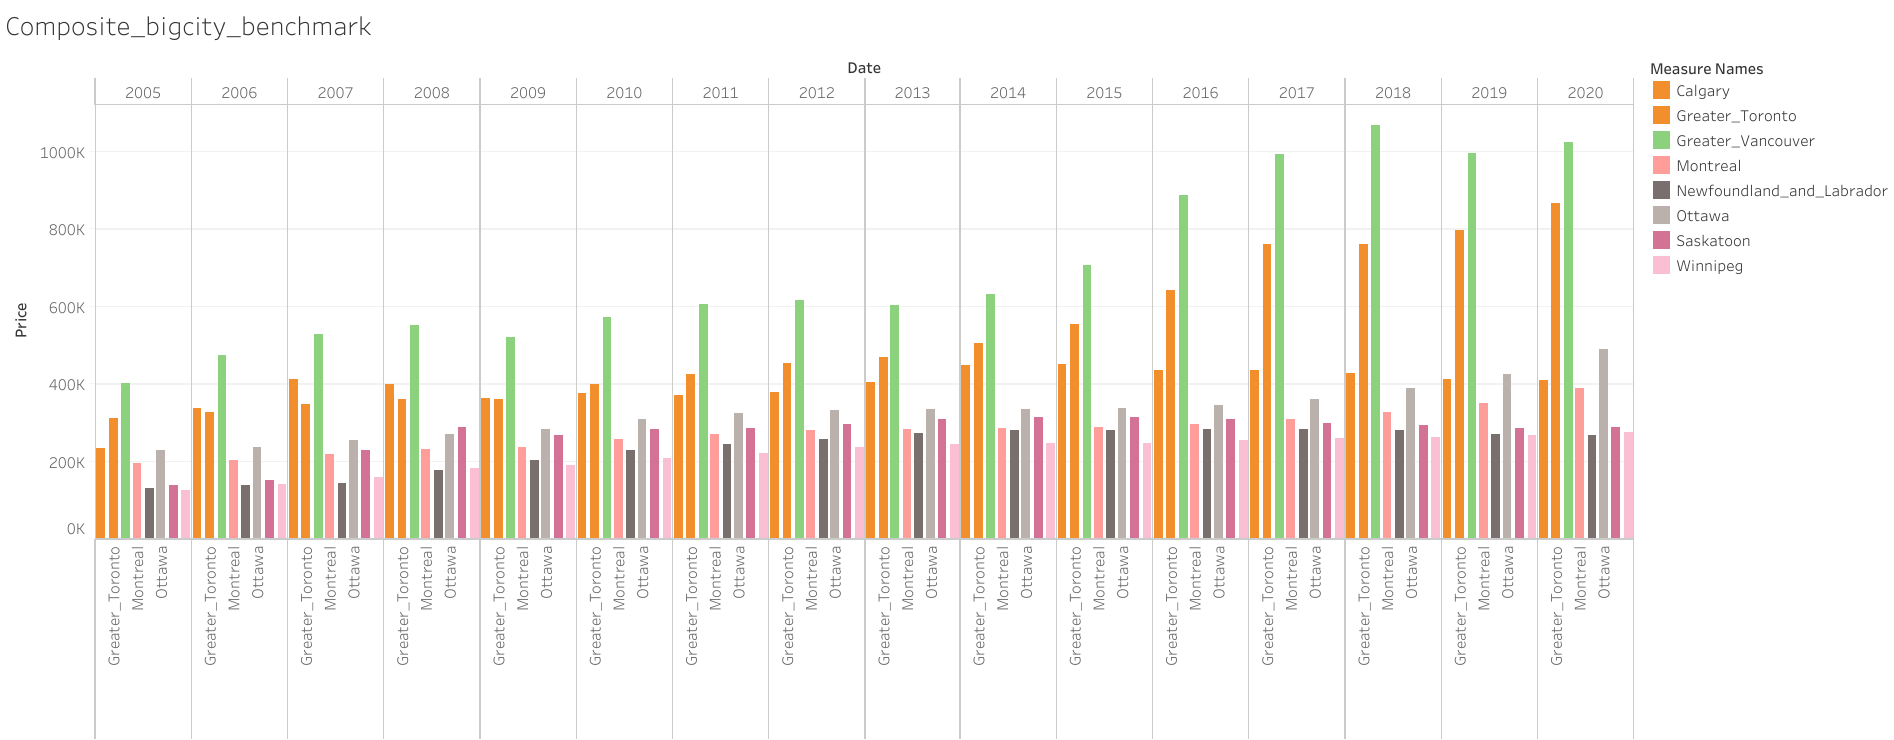 Composite_bigcity_benchmark
Date
2005 2006 2007 2008 2009 2010 2011 2012 2013 2014 2015 2016 2017 2018 2019 2020
Price
1000K
800K
600K
400K
200K
0K
Greater_Toronto Montreal Ottawa Greater_Toronto Montreal Ottawa Greater_Toronto Montreal Ottawa Greater_Toronto Montreal Ottawa Greater_Toronto Montreal Ottawa Greater_Toronto Montreal Ottawa Greater_Toronto Montreal Ottawa Greater_Toronto Montreal Ottawa Greater_Toronto Montreal Ottawa Greater_Toronto Montreal Ottawa Greater_Toronto Montreal Ottawa Greater_Toronto Montreal Ottawa Greater_Toronto Montreal Ottawa Greater_Toronto Montreal Ottawa Greater_Toronto Montreal Ottawa Greater_Toronto Montreal Ottawa
Measure Names
Calgary
Greater_Toronto
Greater_Vancouver
Montreal
Newfoundland_and_Labrador
Ottawa
Saskatoon
Winnipeg